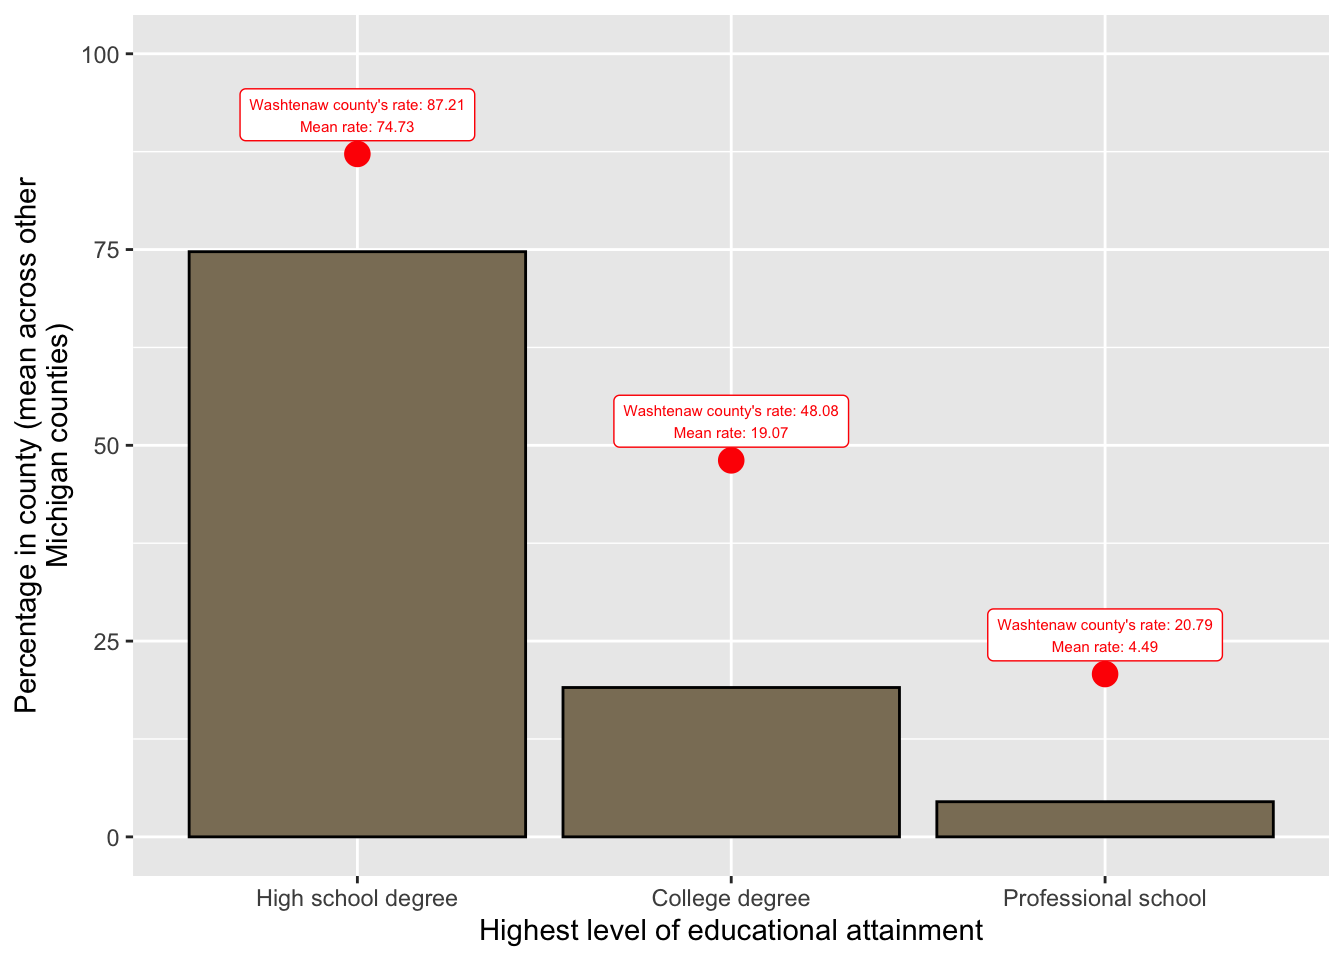 Percentage in county (mean across other
Michigan counties)
100
75
50
25
0
Washtenaw county's rate: 87.21
Mean rate: 74.73
Washtenaw county's rate: 48.08
Mean rate: 19.07
Washtenaw county's rate: 20.79
Mean rate: 4.49
High school degree
College degree
Professional school
Highest level of educational attainment